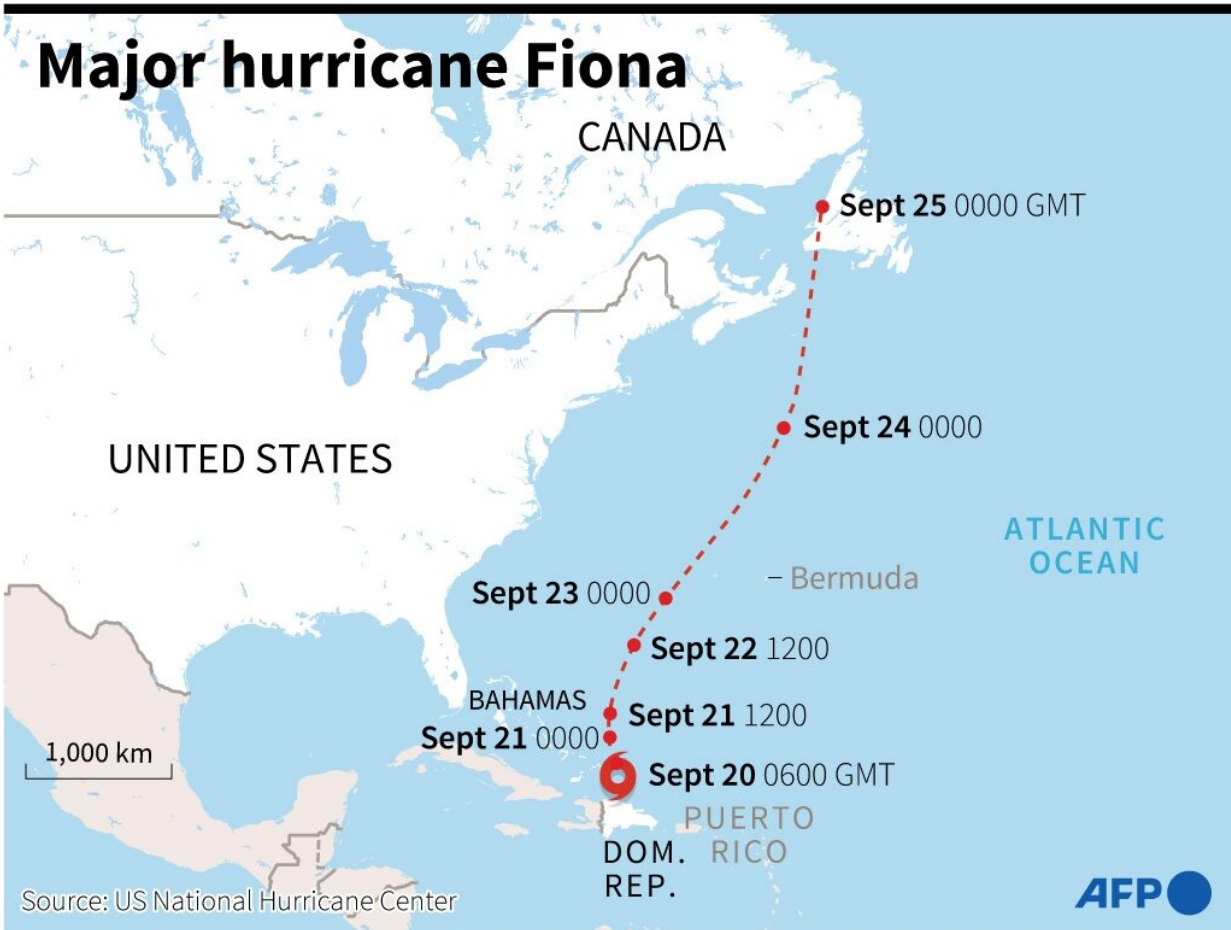 Major hurricane Fiona
CANADA
Sept 25 0000 GMT
Sept 24 0000
UNITED STATES
ATLANTIC
OCEAN
Bermuda
Sept 23 0000
Sept 22 1200
BAHAMAS
Sept 21 1200
Sept 21 0000
1,000 km
Sept 20 0600 GMT
PUERTO
RICO
DOM.
REP.
Source: US National Hurricane Center
AFP